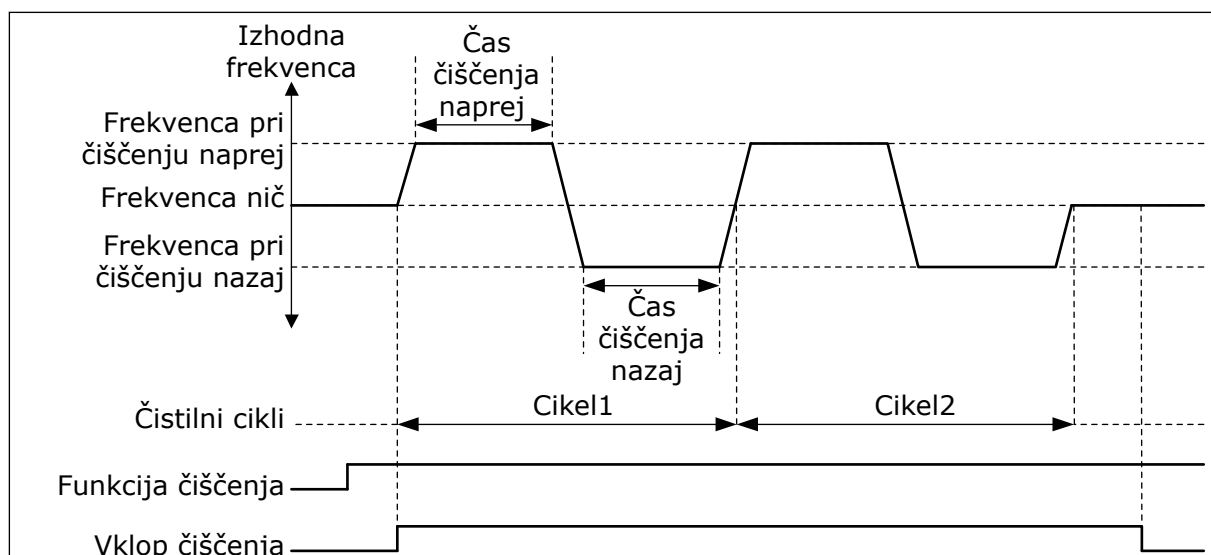 Izhodna
frekvenca
Čas
čiščenja
naprej
Frekvenca pri
čiščenju naprej
Frekvenca nič
Frekvenca pri
čiščenju nazaj
Čas
čiščenja
nazaj
Čistilni cikli
Cikel1
Cikel2
Funkcija čiščenja
Vklop čiščenja